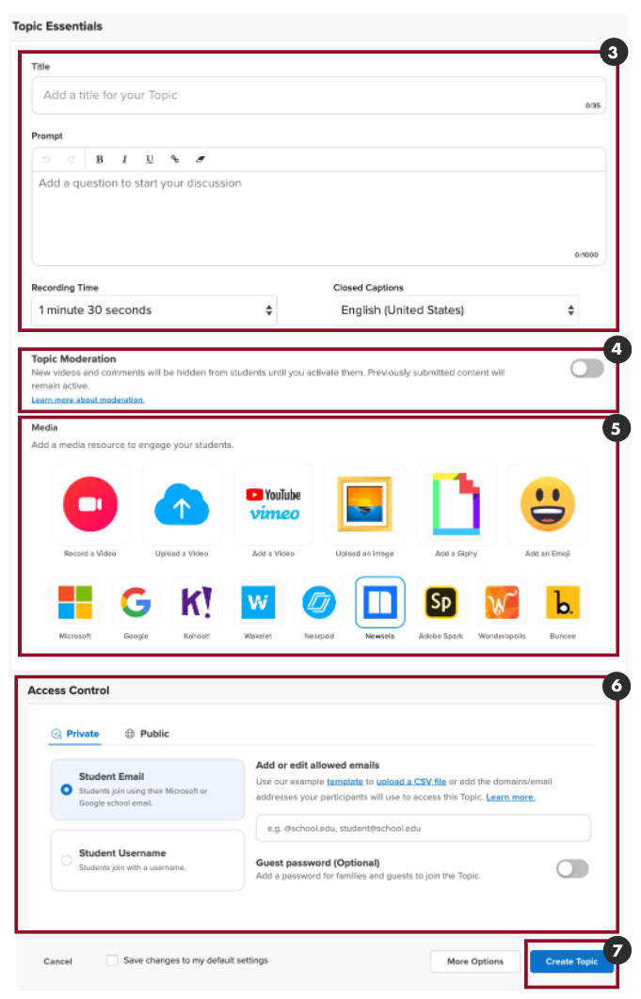 Topic Essentials
3
Title
Add a title for your Topic
0/35
Prompt
B I U
Add a question to start your discussion
0/1000
Recording Time Closed Captions
1 minute 30 seconds English (United States)
4
Topic Moderation
New videos and comments will be hidden from students until you activate them. Previously submitted content will
remain active.
Learn more about moderation.
5
Media
Add a media resource to engage your students.
YouTube
vimeo
Record a Video Upload a Video Add a Video Upload an Image Add a Giphy Add an Emoji
G K! W Sp W b.
Microsoft Google Kahoot! Wakelet Nearpod Newsela Adobe Spark Wonderopolis Buncee
6
Access Control
Private Public
Student Email
Students join using their Microsoft or
Google school email.
Student Username
Students join with a username.
Add or edit allowed emails
Use our example template to upload a CSV file or add the domains/email
addresses your participants will use to access this Topic. Learn more.
e.g. @school.edu, student@school.edu
Guest password (Optional)
Add a password for families and guests to join the Topic.
7
Cancel Save changes to my default settings More Options Create Topic